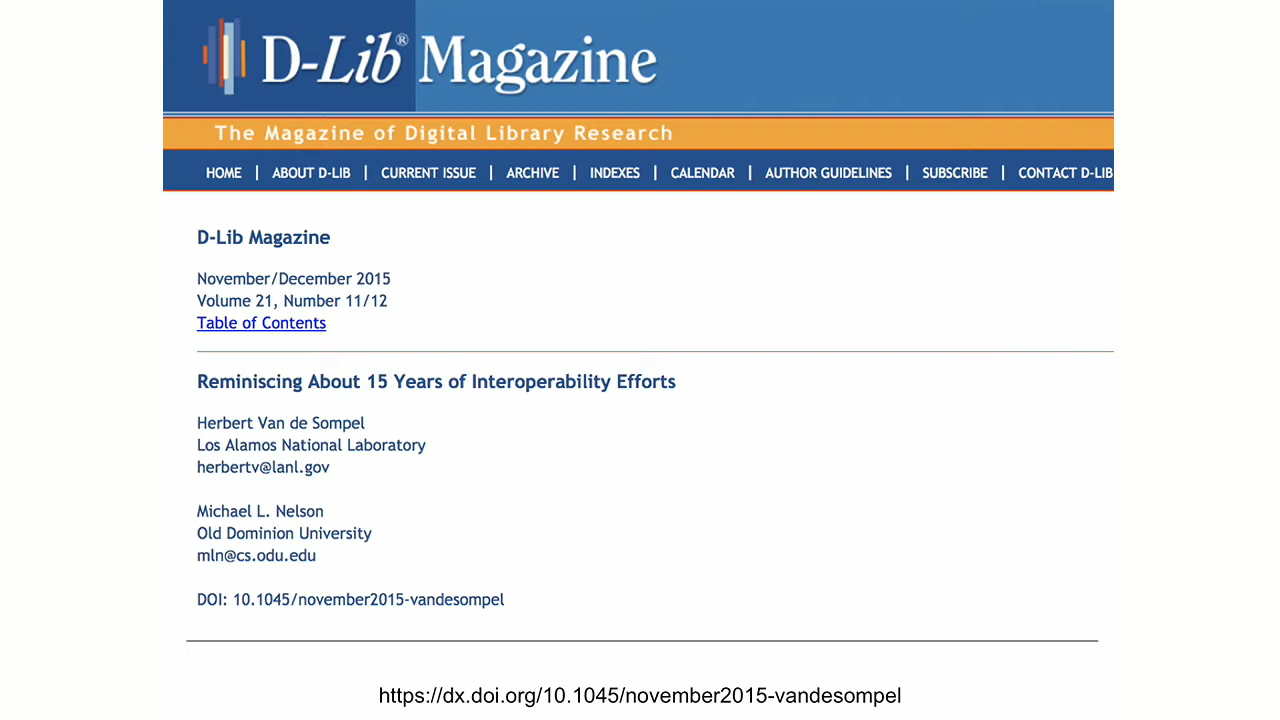 D-Lib® Magazine
The Magazine of Digital Library Research
HOME | ABOUT D-LIB | CURRENT ISSUE | ARCHIVE | INDEXES | CALENDAR | AUTHOR GUIDELINES | SUBSCRIBE | CONTACT D-LIB
D-Lib Magazine
November/December 2015
Volume 21, Number 11/12
Table of Contents
Reminiscing About 15 Years of Interoperability Efforts
Herbert Van de Sompel
Los Alamos National Laboratory
herbertv@lanl.gov
Michael L. Nelson
Old Dominion University
mln@cs.odu.edu
DOI: 10.1045/november2015-vandesompel
https://dx.doi.org/10.1045/november2015-vandesompel